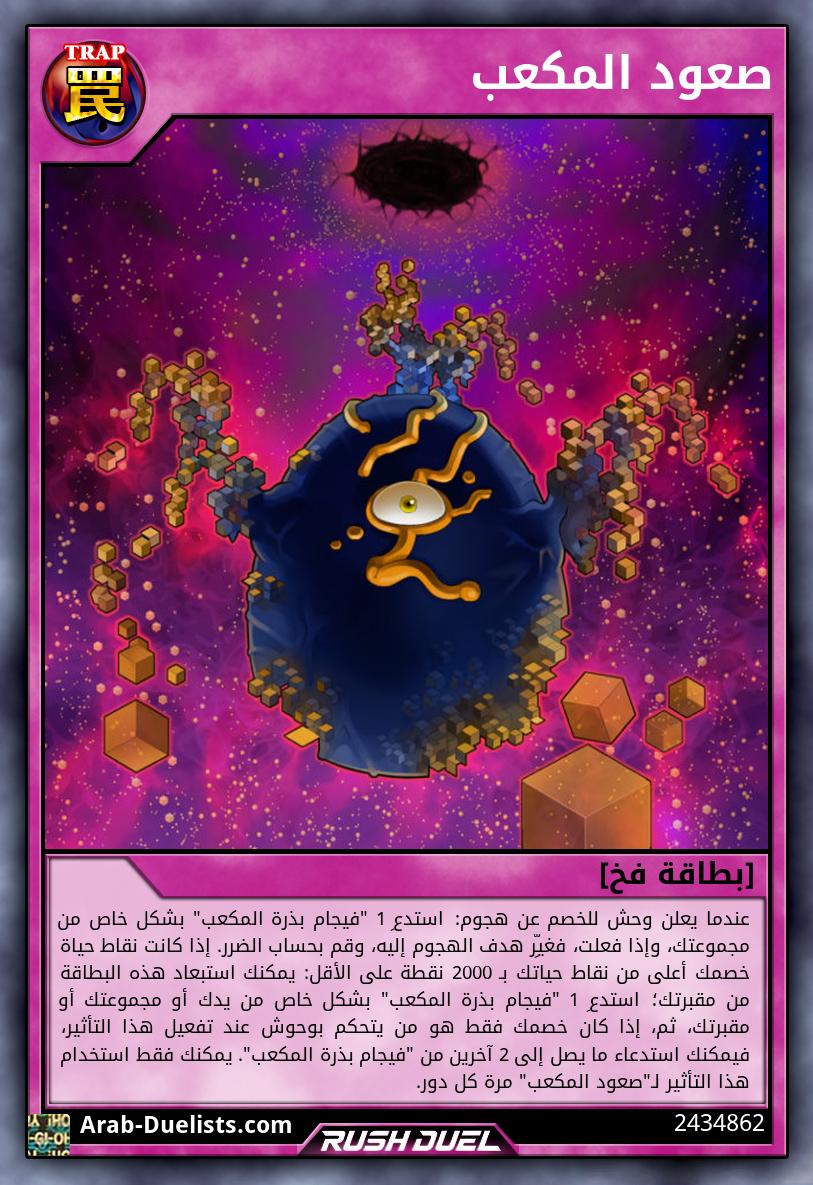 TRAP
罠
صعود المكعب
[بطاقة فخ]
عندما يعلن وحش للخصم عن هجوم: استدعِ 1 "فيجام بذرة المكعب" بشكل خاص من
مجموعتك، وإذا فعلت، فغيِّر هدف الهجوم إليه، وقم بحساب الضرر. إذا كانت نقاط حياة
خصمك أعلى من نقاط حياتك بـ 2000 نقطة على الأقل: يمكنك استبعاد هذه البطاقة
من مقبرتك؛ استدعِ 1 "فيجام بذرة المكعب" بشكل خاص من يدك أو مجموعتك أو
مقبرتك، ثم، إذا كان خصمك فقط هو من يتحكم بوحوش عند تفعيل هذا التأثير،
فيمكنك استدعاء ما يصل إلى 2 آخرين من "فيجام بذرة المكعب". يمكنك فقط استخدام
هذا التأثير لـ"صعود المكعب" مرة كل دور.
Arab-Duelists.com
RUSH DUEL
2434862